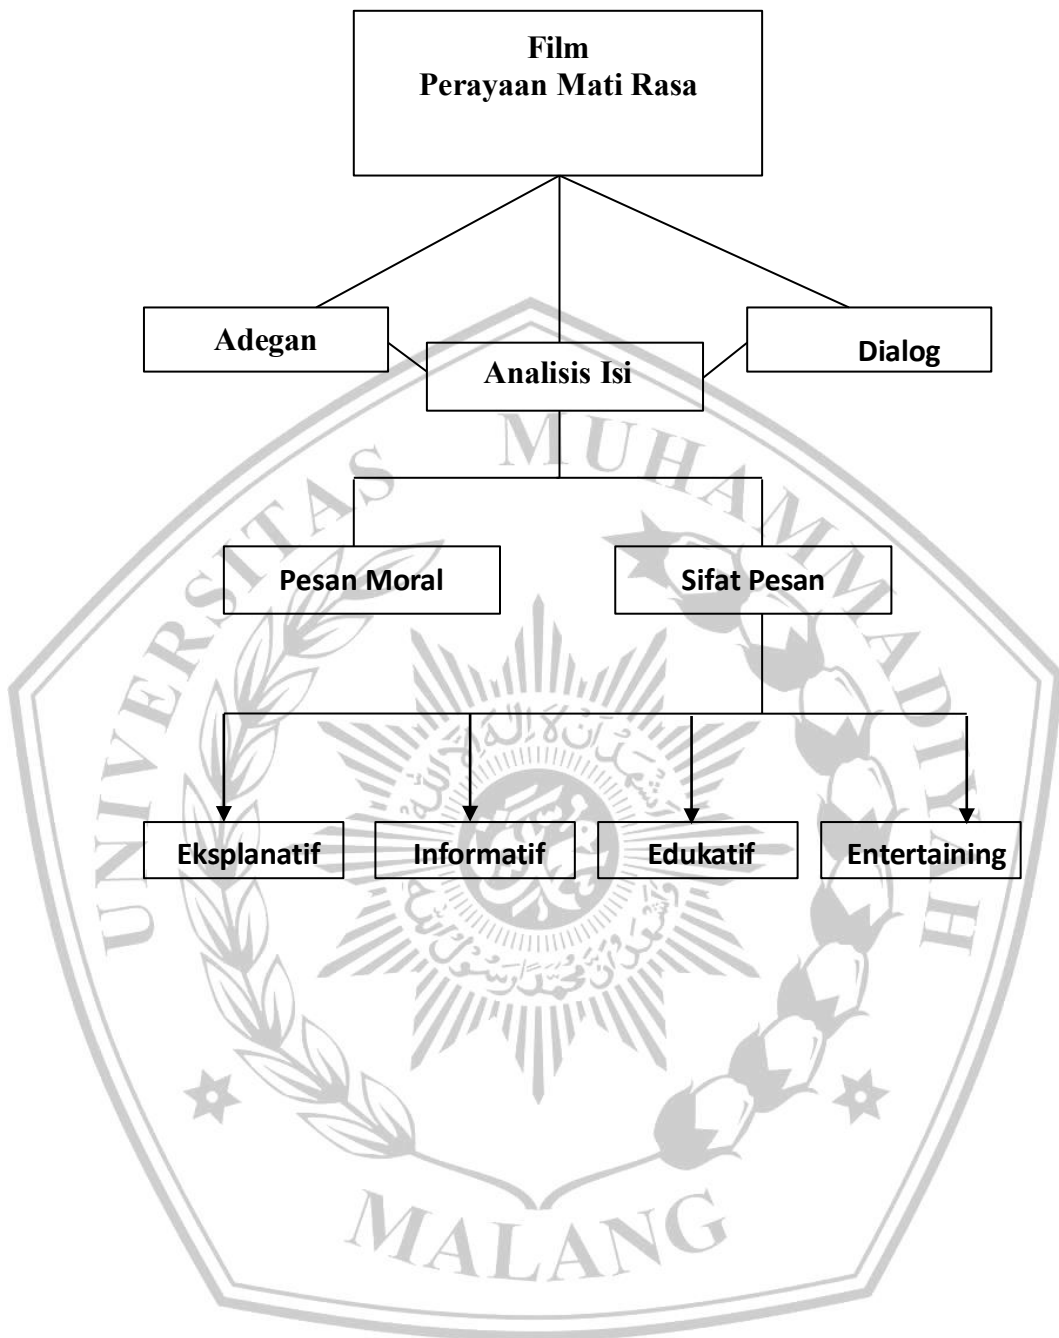 Film
Perayaan Mati Rasa
Adegan
Dialog
Analisis Isi
Pesan Moral
Sifat Pesan
Eksplanatif
Informatif
Edukatif
Entertaining
UNIVERSITAS MUHAMMADIYAH
MALANG